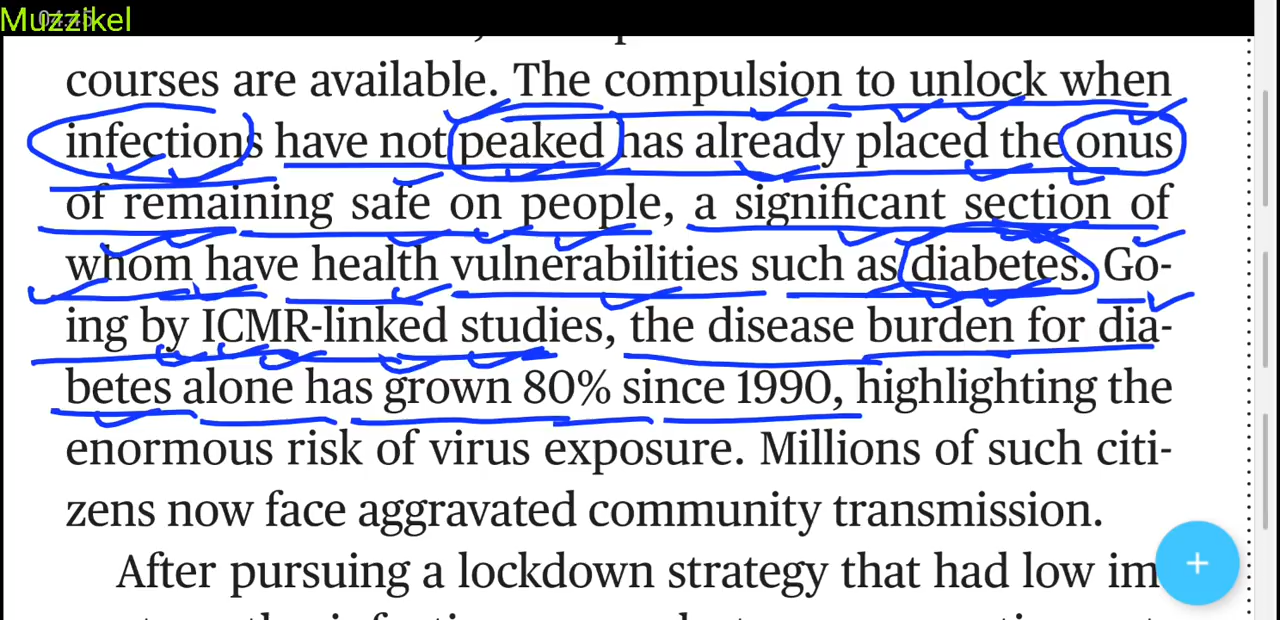 Muzzikel
courses are available. The compulsion to unlock when
infections have not peaked has already placed the onus
of remaining safe on people, a significant section of
whom have health vulnerabilities such as diabetes. Go-
ing by ICMR-linked studies, the disease burden for dia-
betes alone has grown 80% since 1990, highlighting the
enormous risk of virus exposure. Millions of such citi-
zens now face aggravated community transmission.
After pursuing a lockdown strategy that had low im
+